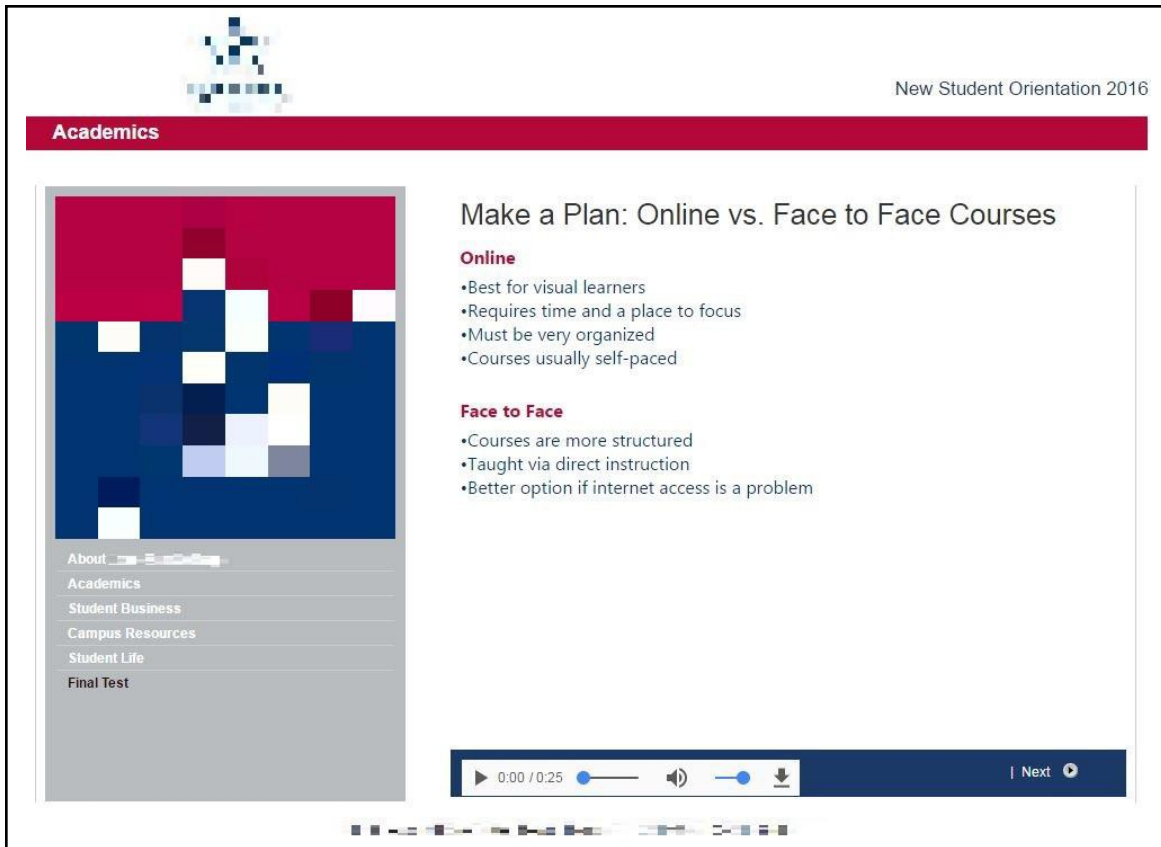 New Student Orientation 2016
Academics
Make a Plan: Online vs. Face to Face Courses
Online
•Best for visual learners
•Requires time and a place to focus
•Must be very organized
•Courses usually self-paced
Face to Face
•Courses are more structured
•Taught via direct instruction
•Better option if internet access is a problem
About
Academics
Student Business
Campus Resources
Student Life
Final Test
0:00 / 0:25
| Next